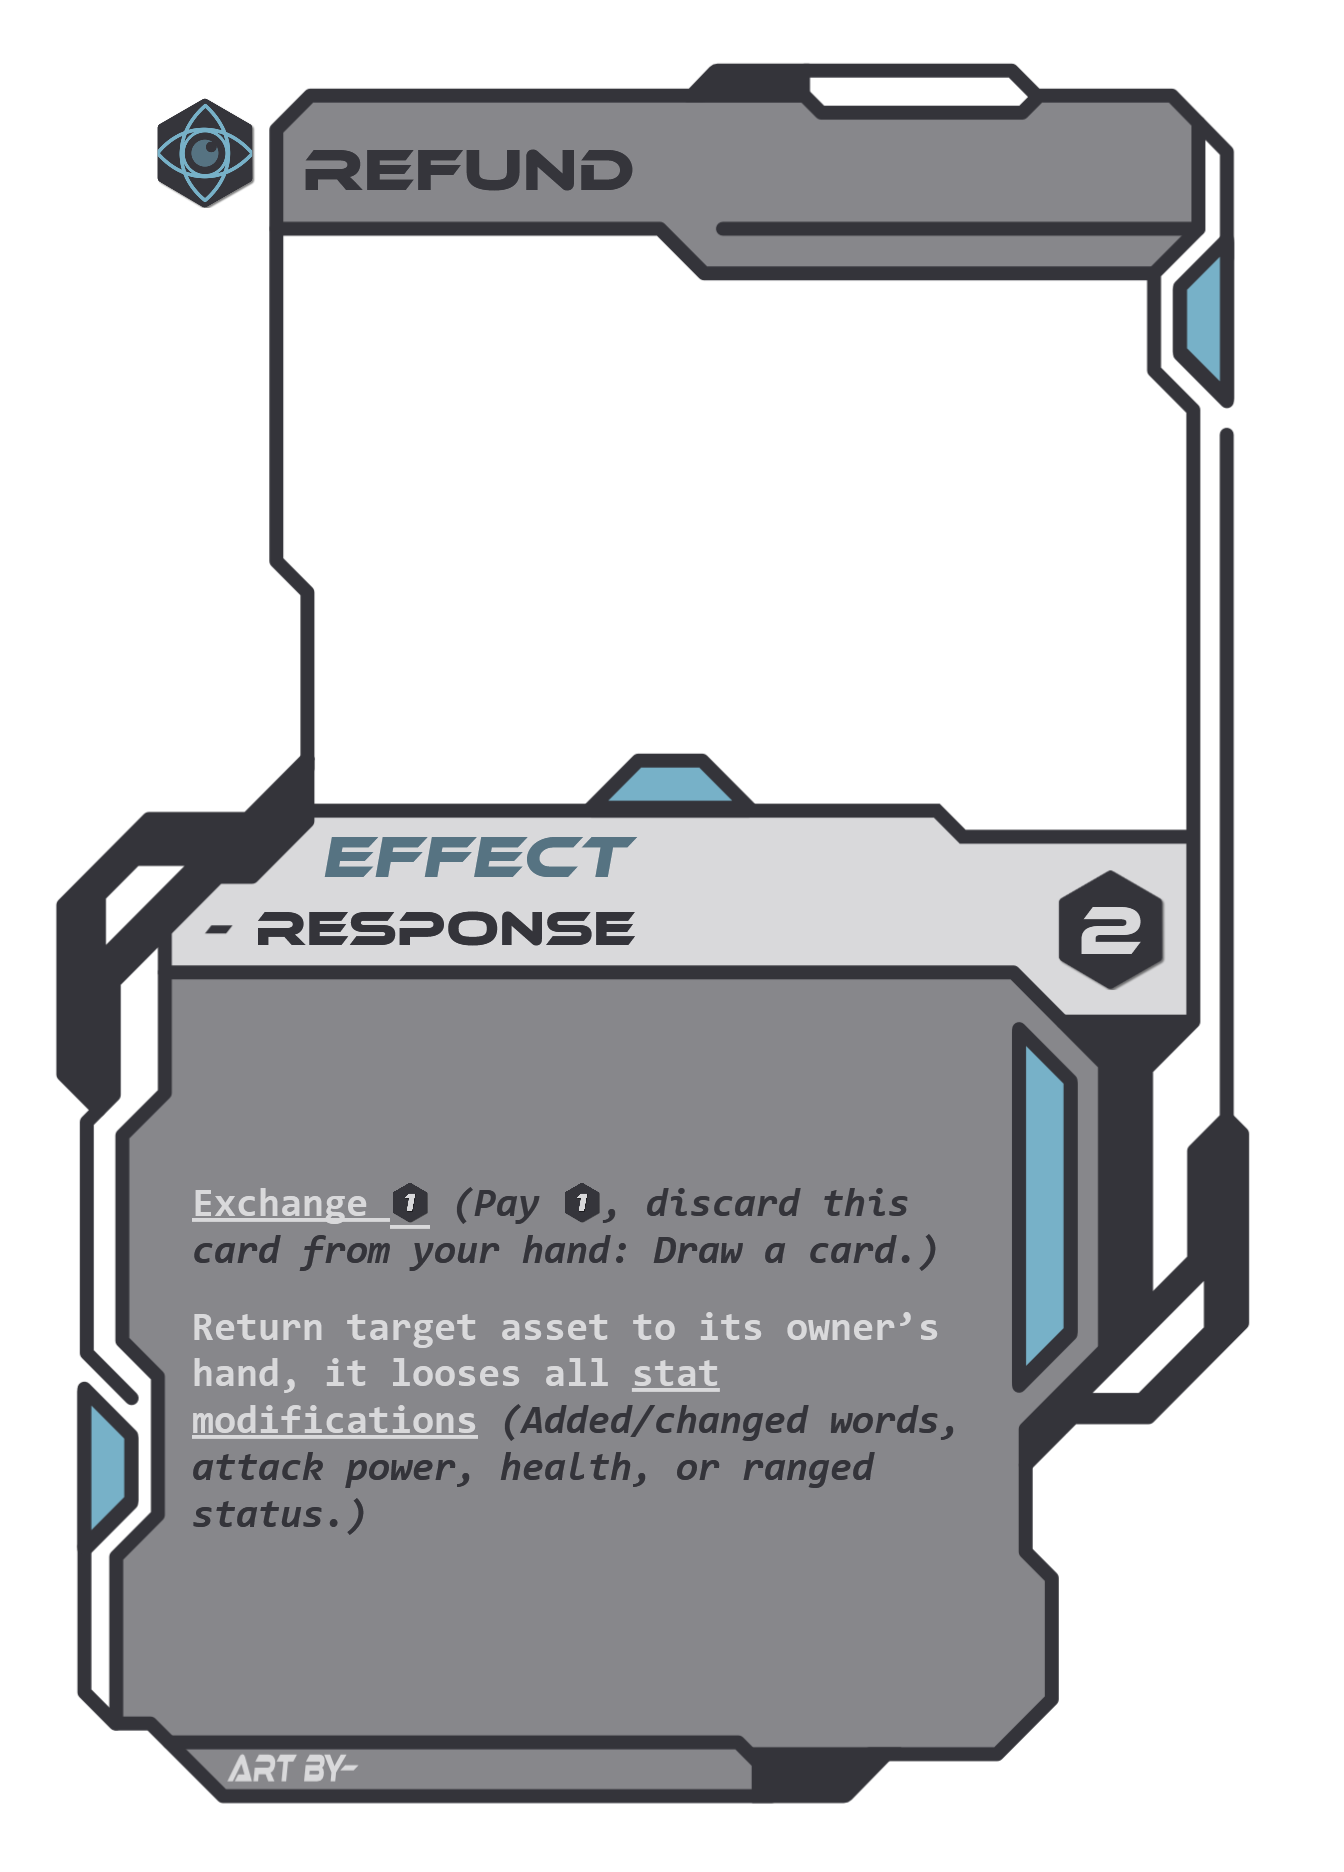 REFUND
EFFECT
- RESPONSE
2
Exchange 1 (Pay 1, discard this
card from your hand: Draw a card.)
Return target asset to its owner’s
hand, it looses all stat
modifications (Added/changed words,
attack power, health, or ranged
status.)
ART BY-